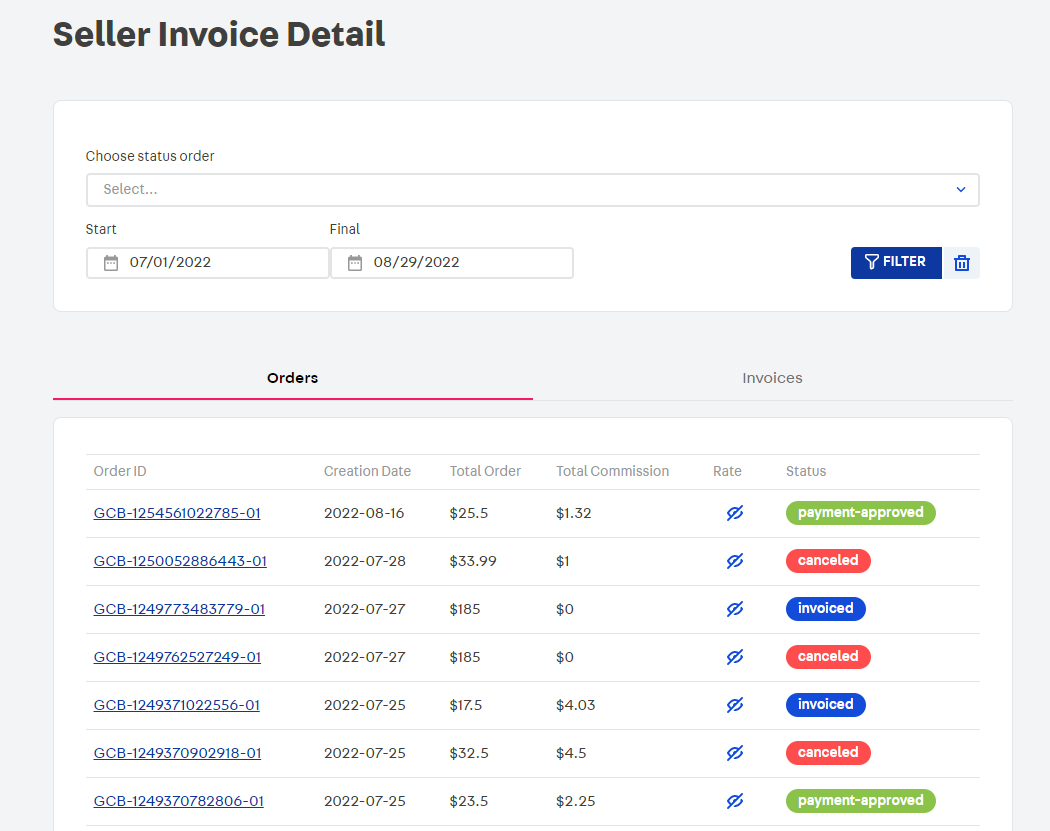 Seller Invoice Detail
Choose status order
Select...
Start Final
07/01/2022 08/29/2022 FILTER
Orders Invoices
Order ID Creation Date Total Order Total Commission Rate Status
GCB-1254561022785-01 2022-08-16 $25.5 $1.32 payment-approved
GCB-1250052886443-01 2022-07-28 $33.99 $1 canceled
GCB-1249773483779-01 2022-07-27 $185 $0 invoiced
GCB-1249762527249-01 2022-07-27 $185 $0 canceled
GCB-1249371022556-01 2022-07-25 $17.5 $4.03 invoiced
GCB-1249370902918-01 2022-07-25 $32.5 $4.5 canceled
GCB-1249370782806-01 2022-07-25 $23.5 $2.25 payment-approved